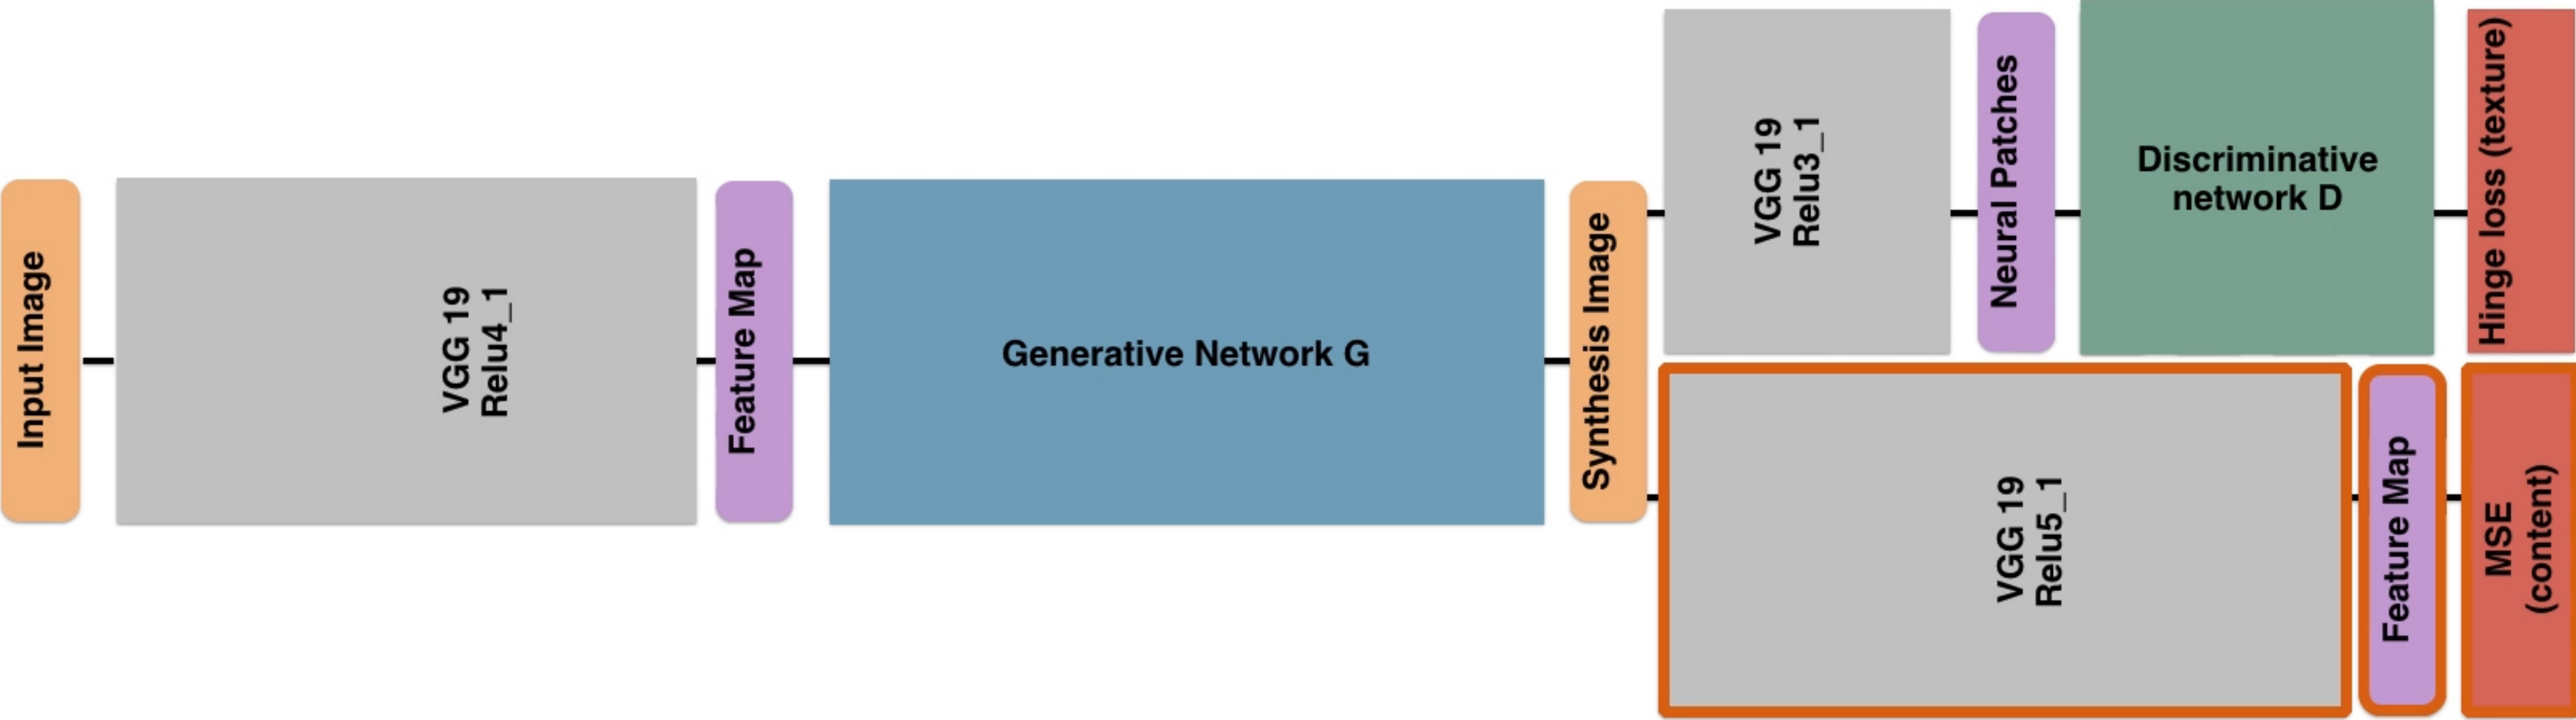 Input Image
VGG 19
Relu4_1
Feature Map
Generative Network G
Synthesis Image
VGG 19
Relu3_1
Neural Patches
Discriminative
network D
Hinge loss (texture)
VGG 19
Relu5_1
Feature Map
MSE
(content)